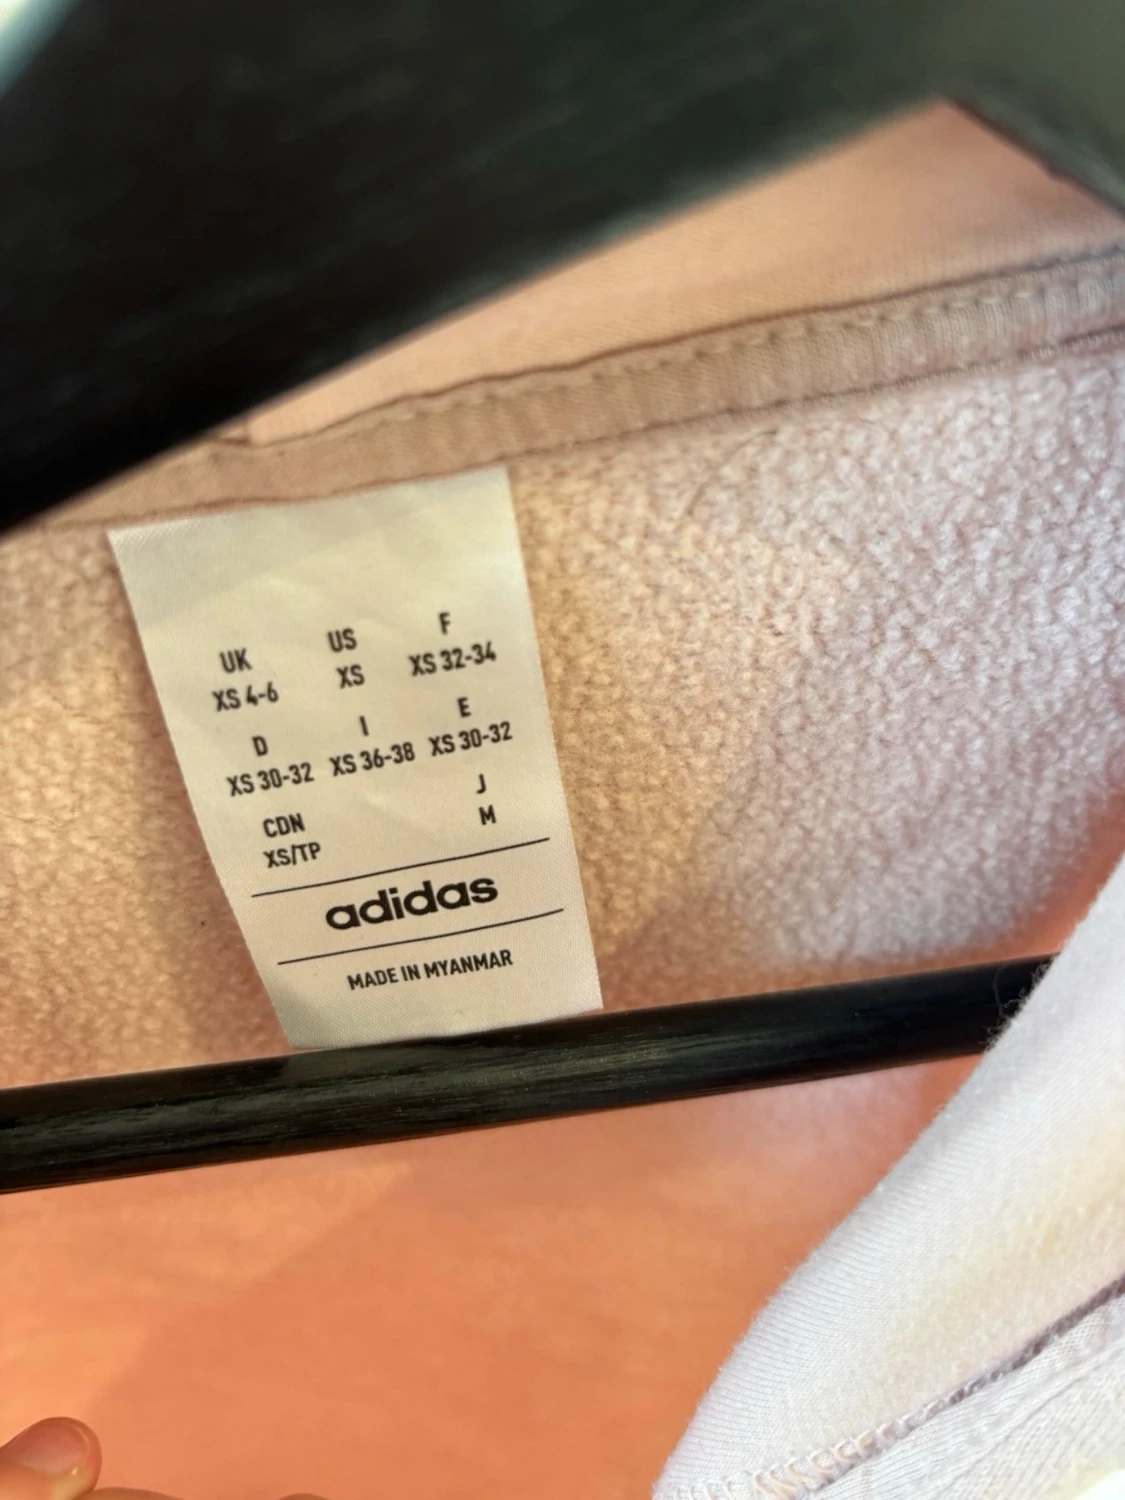 UK US F
XS 4-6 XS XS 32-34
D I E
XS 30-32 XS 36-38 XS 30-32
CDN J
XS/TP M
adidas
MADE IN MYANMAR